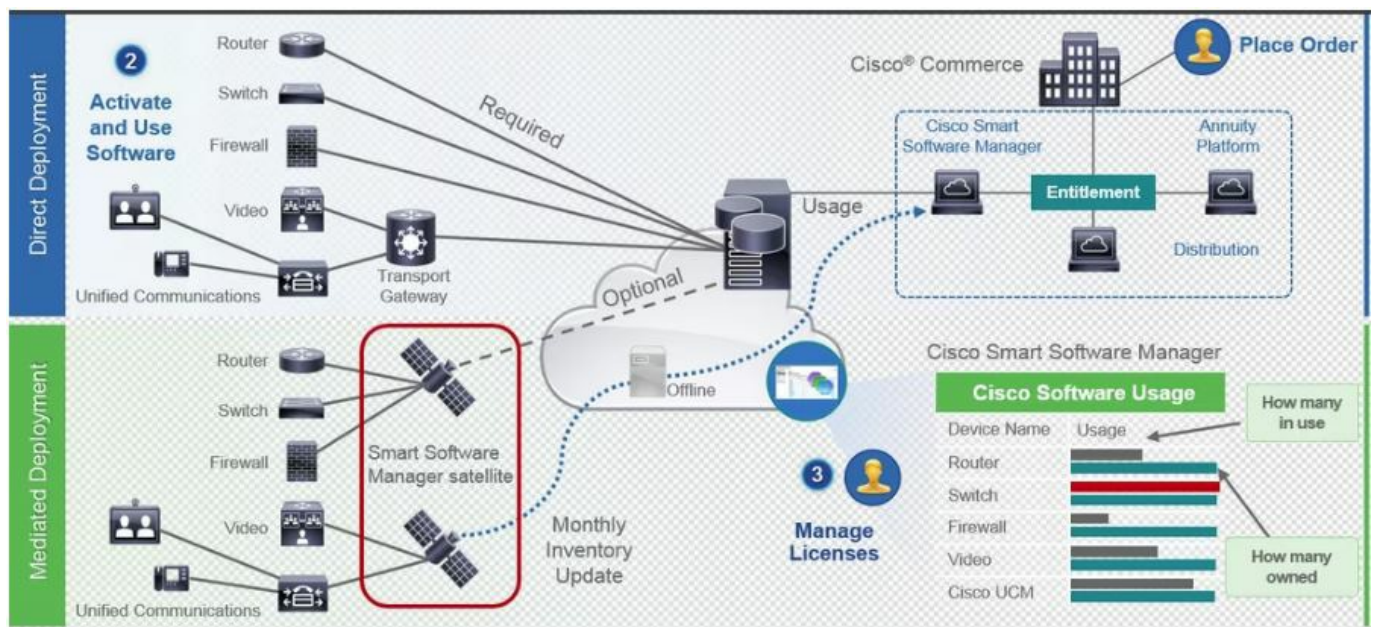 Direct Deployment
2
Activate
and Use
Software
Router
Switch
Firewall
Video
Unified Communications
Transport
Gateway
Required
Usage
Optional
Cisco® Commerce
Place Order
Cisco Smart
Software Manager
Annuity
Platform
Entitlement
Distribution
Mediated Deployment
Router
Switch
Firewall
Smart Software
Manager satellite
Video
Unified Communications
Monthly
Inventory
Update
Offline
3
Manage
Licenses
Cisco Smart Software Manager
Cisco Software Usage
Device Name Usage
Router
Switch
Firewall
Video
Cisco UCM
How many
in use
How many
owned